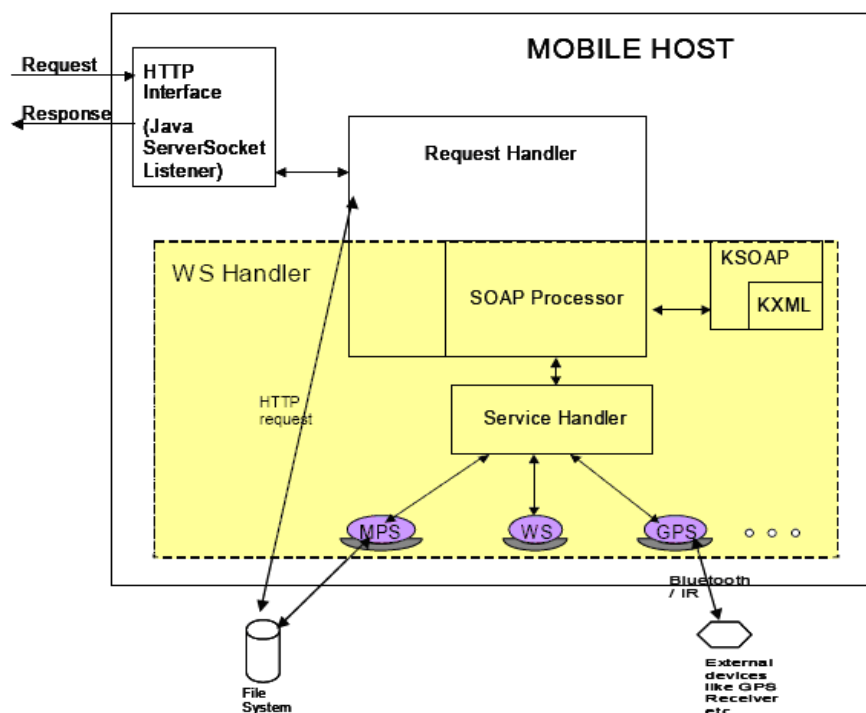 MOBILE HOST
Request
Response
HTTP
Interface
(Java
ServerSocket
Listener)
Request Handler
WS Handler
SOAP Processor
KSOAP
KXML
HTTP
request
Service Handler
MPS
WS
GPS
Bluetooth
/ IR
File
System
External
devices
like GPS
Receiver
etc